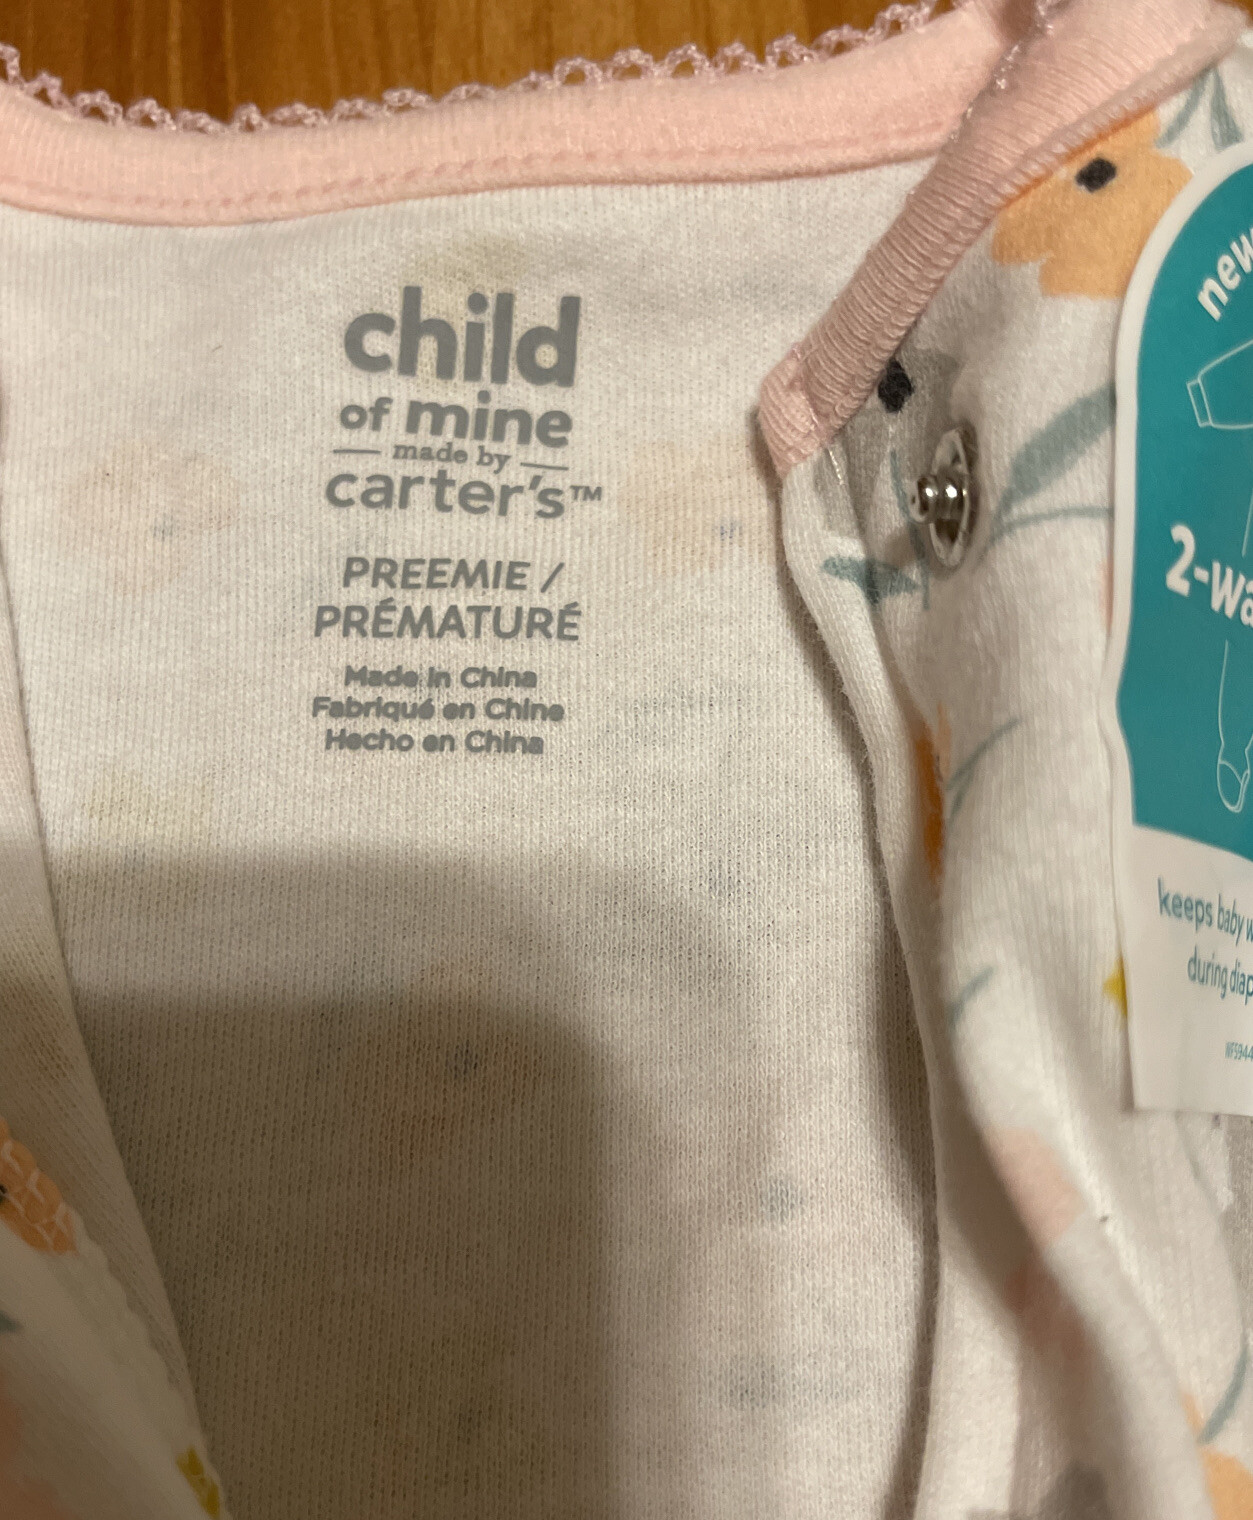 child
of mine
made by
carter's™
PREEMIE /
PRÉMATURÉ
Made in China
Fabriqué en Chine
Hecho en China
new
2-wa
keeps baby w
during diap